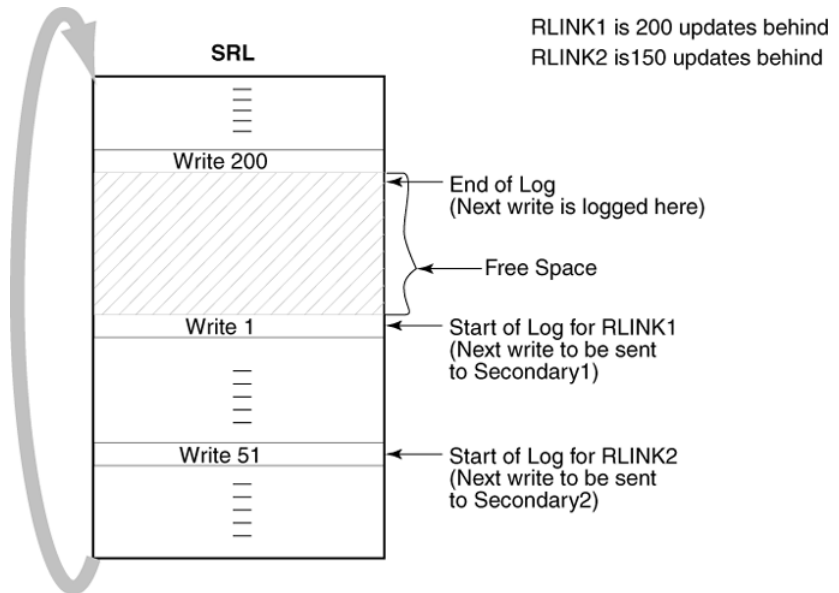 RLINK1 is 200 updates behind
RLINK2 is150 updates behind
SRL
Write 200
End of Log
(Next write is logged here)
Free Space
Write 1
Start of Log for RLINK1
(Next write to be sent
to Secondary1)
Write 51
Start of Log for RLINK2
(Next write to be sent
to Secondary2)